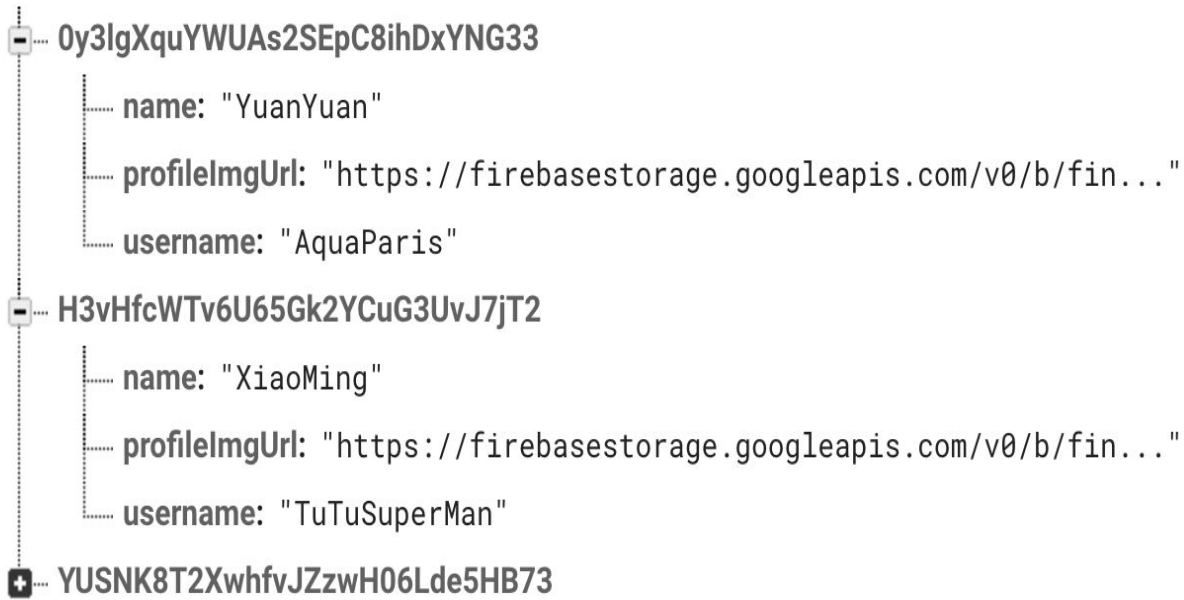 0y3lgXquYWUAs2SEpC8ihDxYNG33
name: "YuanYuan"
profileImgUrl: "https://firebasestorage.googleapis.com/v0/b/fin..."
username: "AquaParis"
H3vHfcWTv6U65Gk2YCuG3UvJ7jT2
name: "XiaoMing"
profileImgUrl: "https://firebasestorage.googleapis.com/v0/b/fin..."
username: "TuTuSuperMan"
YUSNK8T2XwhfvJZzwH06Lde5HB73